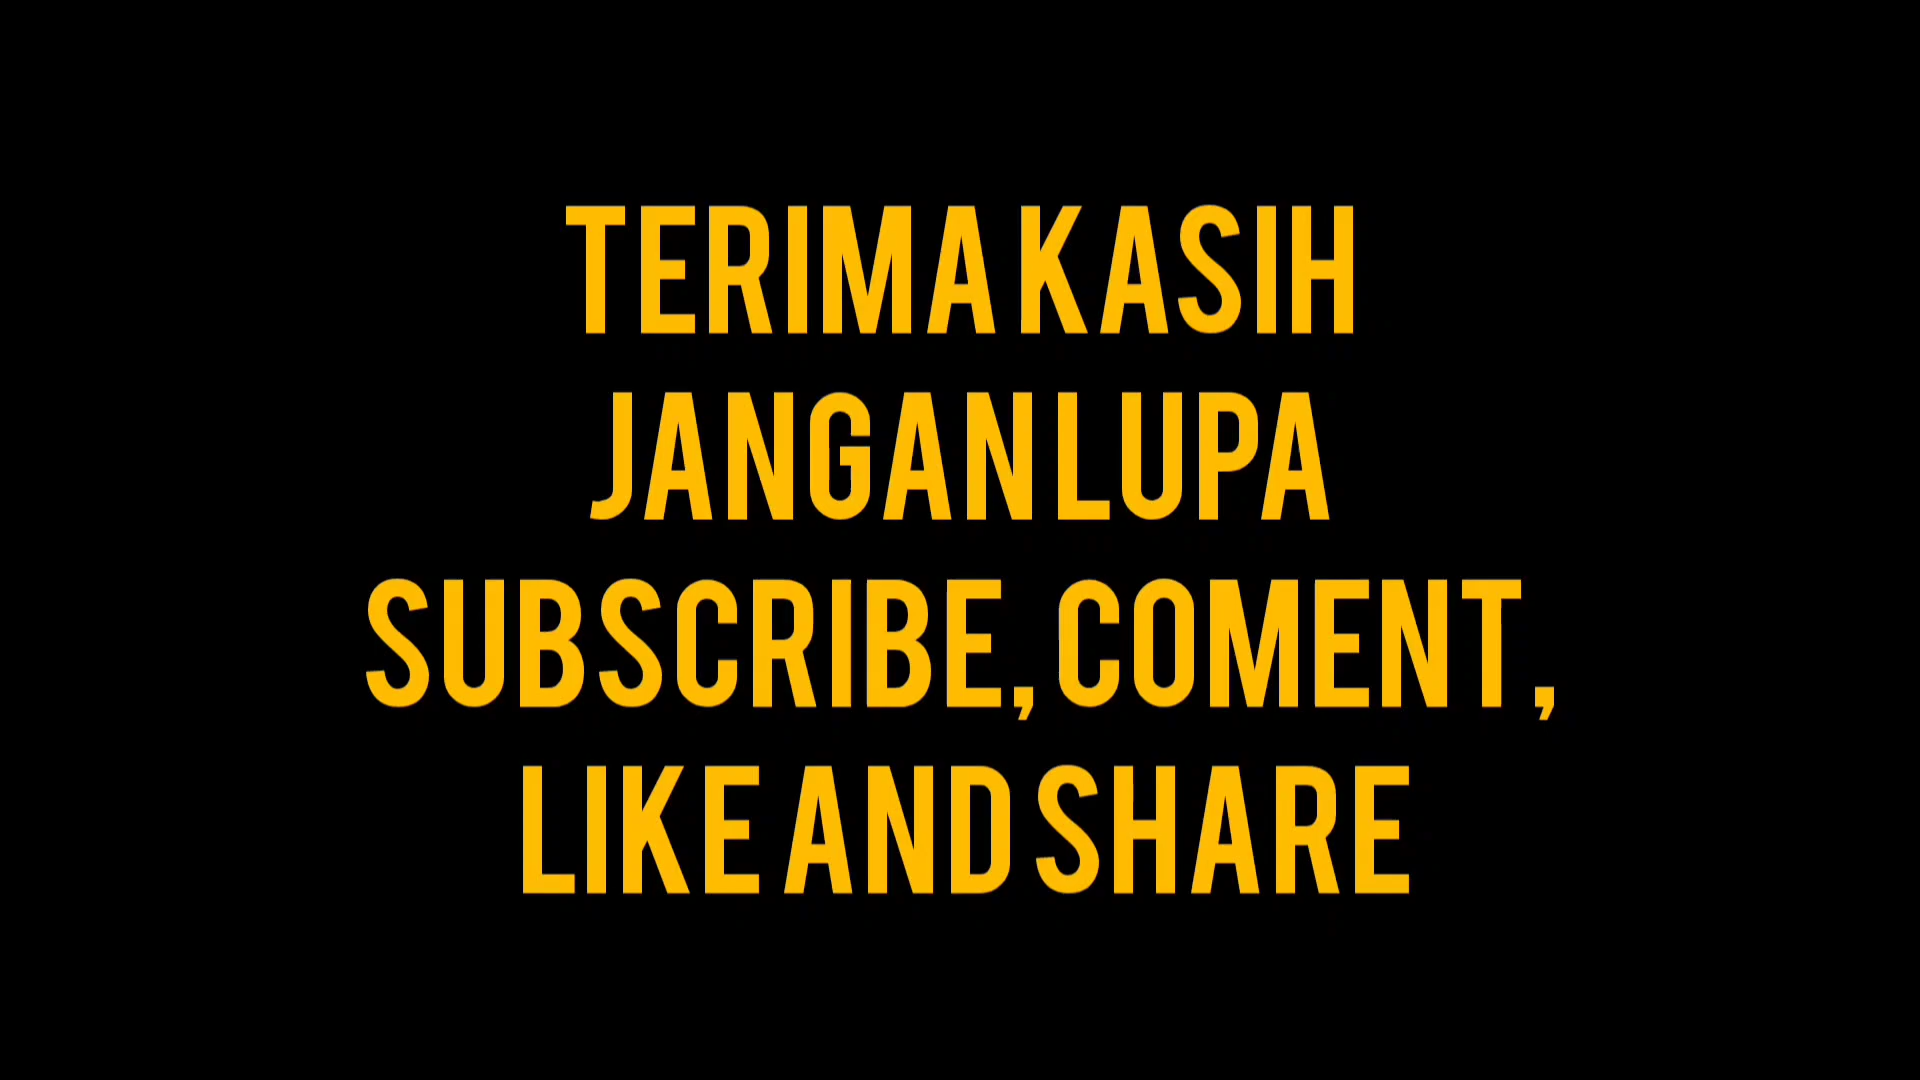 TERIMA KASIH
JANGAN LUPA
SUBSCRIBE, COMENT,
LIKE AND SHARE